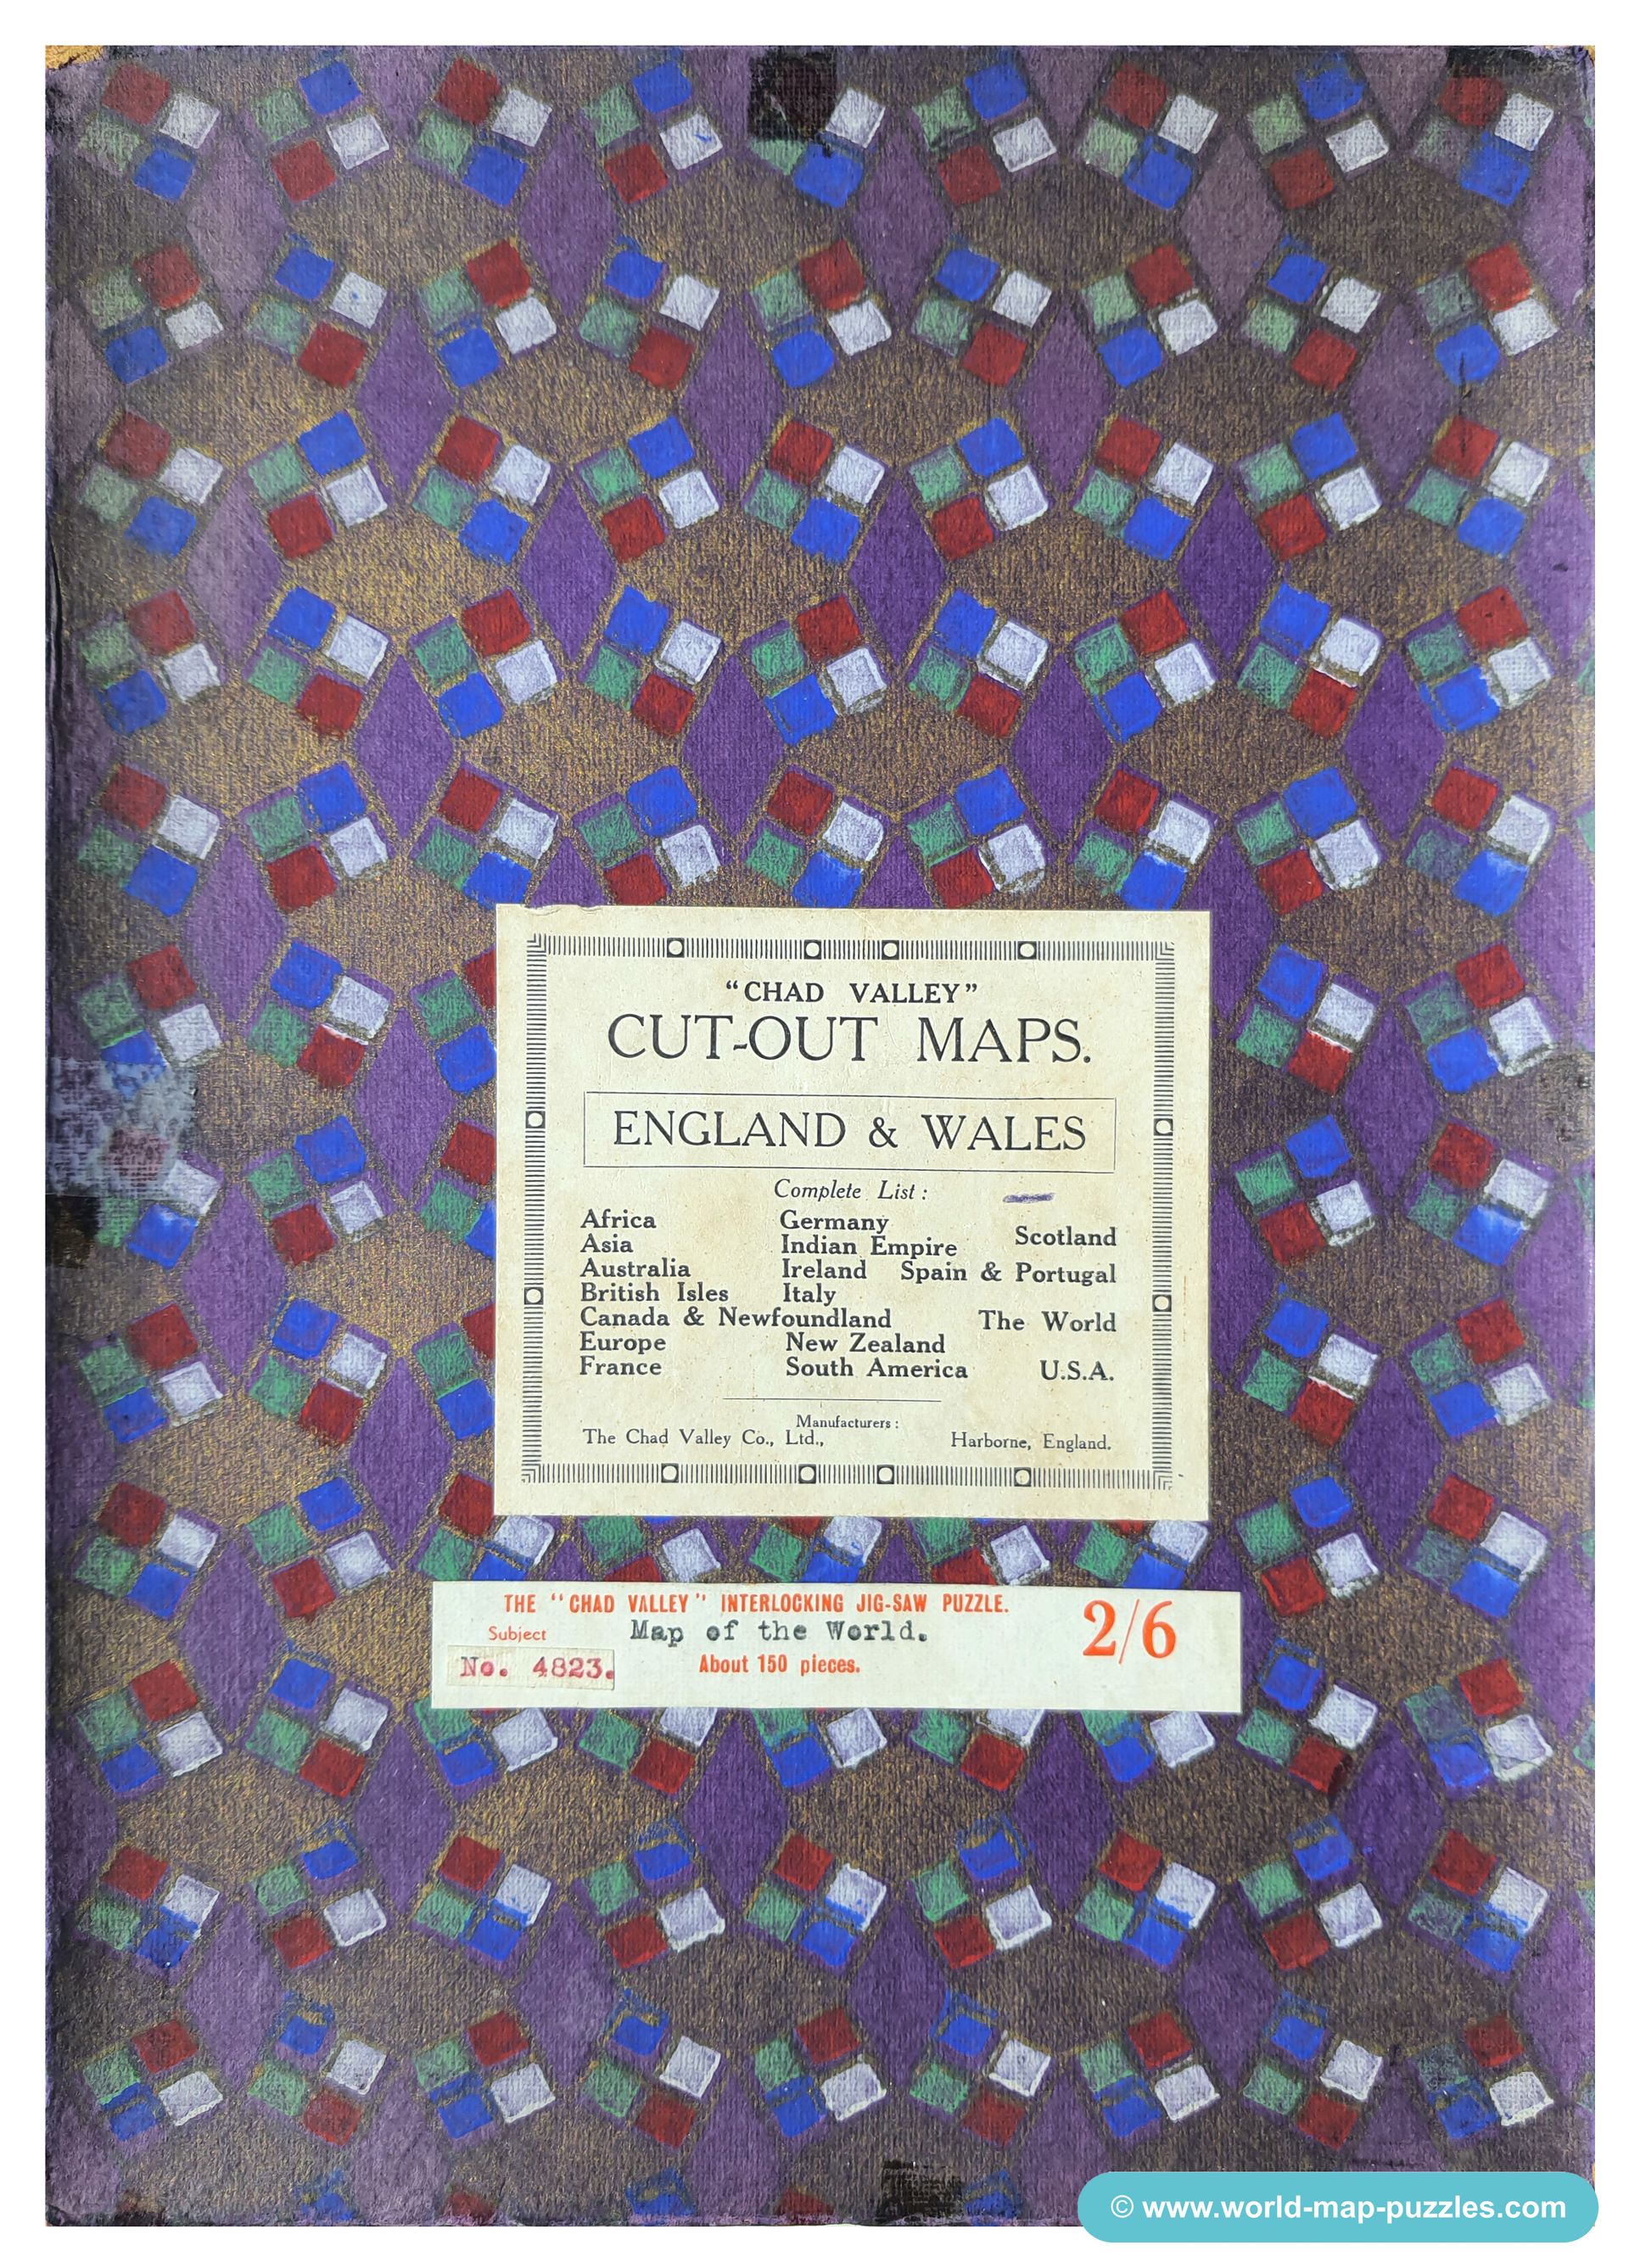 “CHAD VALLEY”
CUT-OUT MAPS.
ENGLAND & WALES
Complete List :
Africa
Asia
Australia
British Isles
Canada & Newfoundland
Europe
France
Germany
Indian Empire
Ireland
Italy
New Zealand
South America
Scotland
Spain & Portugal
The World
U.S.A.
Manufacturers :
The Chad Valley Co., Ltd., Harborne, England.
THE “CHAD VALLEY” INTERLOCKING JIG-SAW PUZZLE.
Subject Map of the World. 2/6
No. 4823. About 150 pieces.
© www.world-map-puzzles.com